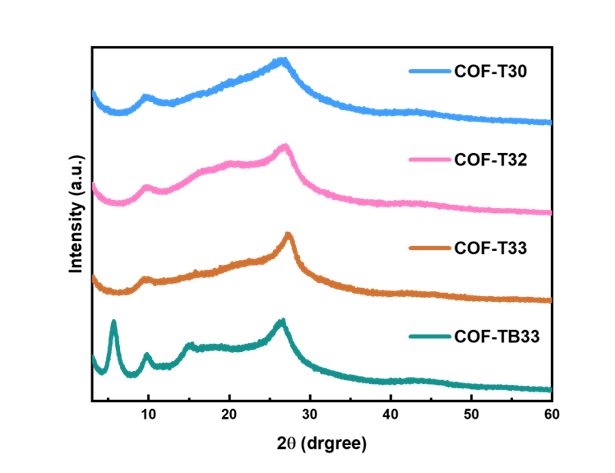 COF-T30
COF-T32
COF-T33
COF-TB33
Intensity (a.u.)
10 20 30 40 50 60
2θ (drgree)